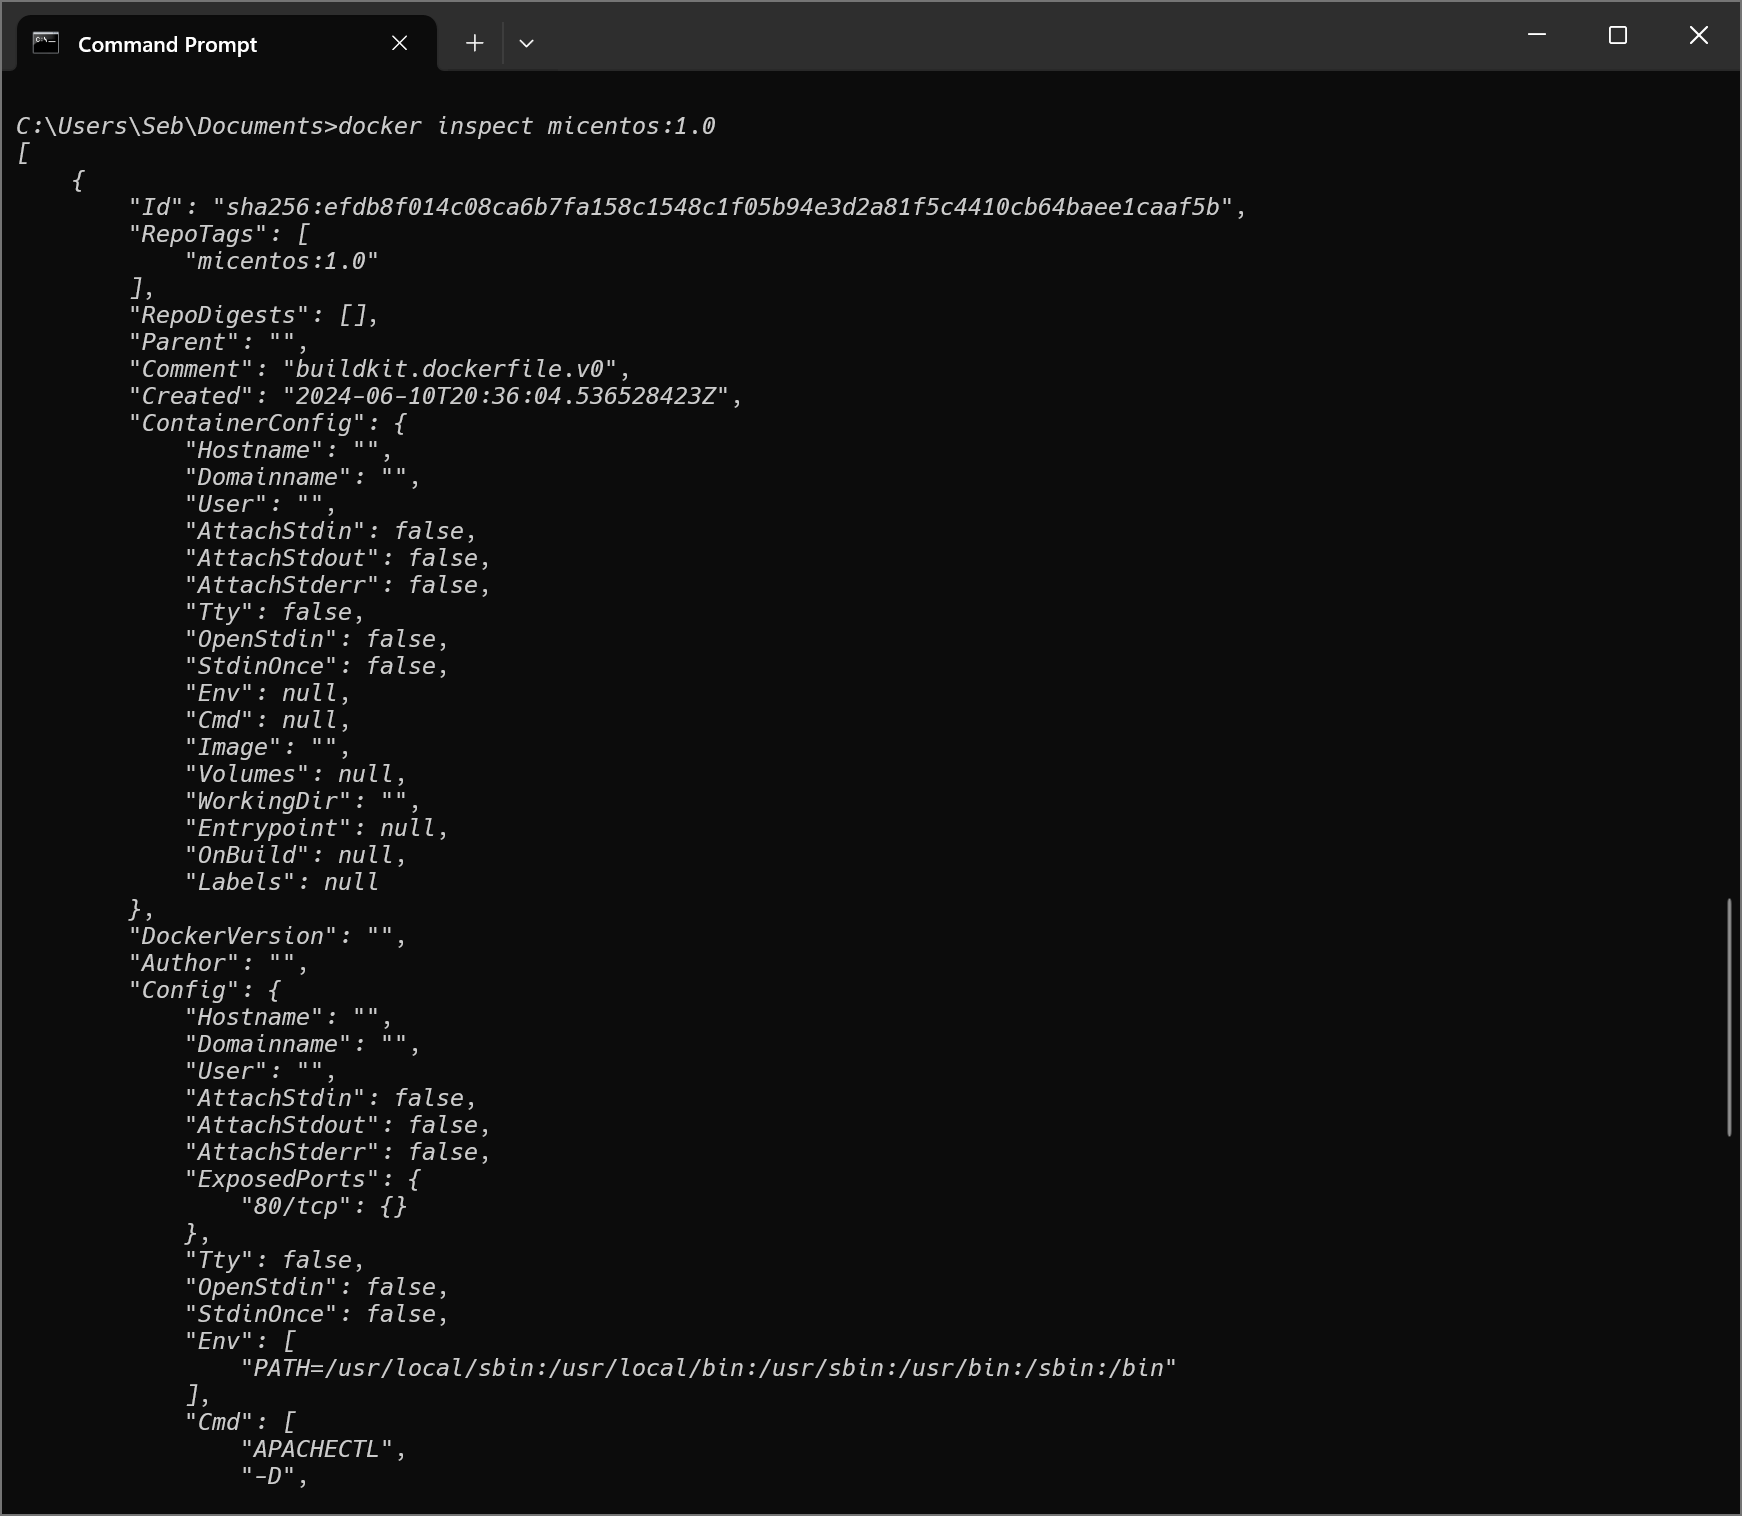 Command Prompt
C:\Users\Seb\Documents>docker inspect micentos:1.0
[
    {
        "Id": "sha256:efdb8f014c08ca6b7fa158c1548c1f05b94e3d2a81f5c4410cb64baee1caaf5b",
        "RepoTags": [
            "micentos:1.0"
        ],
        "RepoDigests": [],
        "Parent": "",
        "Comment": "buildkit.dockerfile.v0",
        "Created": "2024-06-10T20:36:04.536528423Z",
        "ContainerConfig": {
            "Hostname": "",
            "Domainname": "",
            "User": "",
            "AttachStdin": false,
            "AttachStdout": false,
            "AttachStderr": false,
            "Tty": false,
            "OpenStdin": false,
            "StdinOnce": false,
            "Env": null,
            "Cmd": null,
            "Image": "",
            "Volumes": null,
            "WorkingDir": "",
            "Entrypoint": null,
            "OnBuild": null,
            "Labels": null
        },
        "DockerVersion": "",
        "Author": "",
        "Config": {
            "Hostname": "",
            "Domainname": "",
            "User": "",
            "AttachStdin": false,
            "AttachStdout": false,
            "AttachStderr": false,
            "ExposedPorts": {
                "80/tcp": {}
            },
            "Tty": false,
            "OpenStdin": false,
            "StdinOnce": false,
            "Env": [
                "PATH=/usr/local/sbin:/usr/local/bin:/usr/sbin:/usr/bin:/sbin:/bin"
            ],
            "Cmd": [
                "APACHECTL",
                "-D",